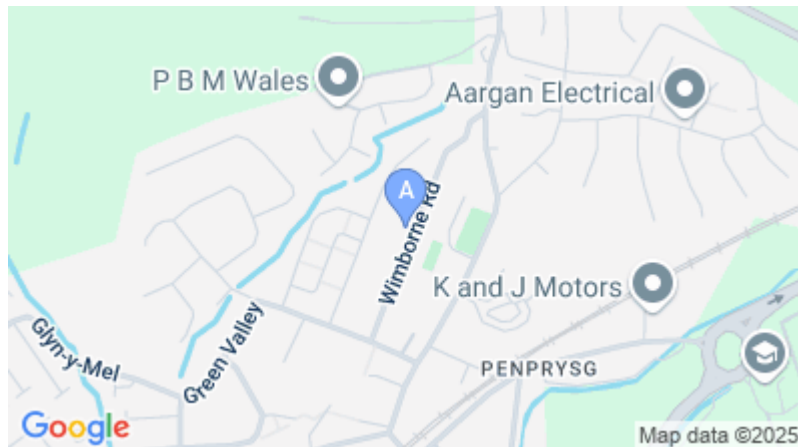 P B M Wales
Aargan Electrical
A
Wimborne Rd
K and J Motors
Glyn-y-Mel
Green Valley
PENPRYSG
Google
Map data ©2025